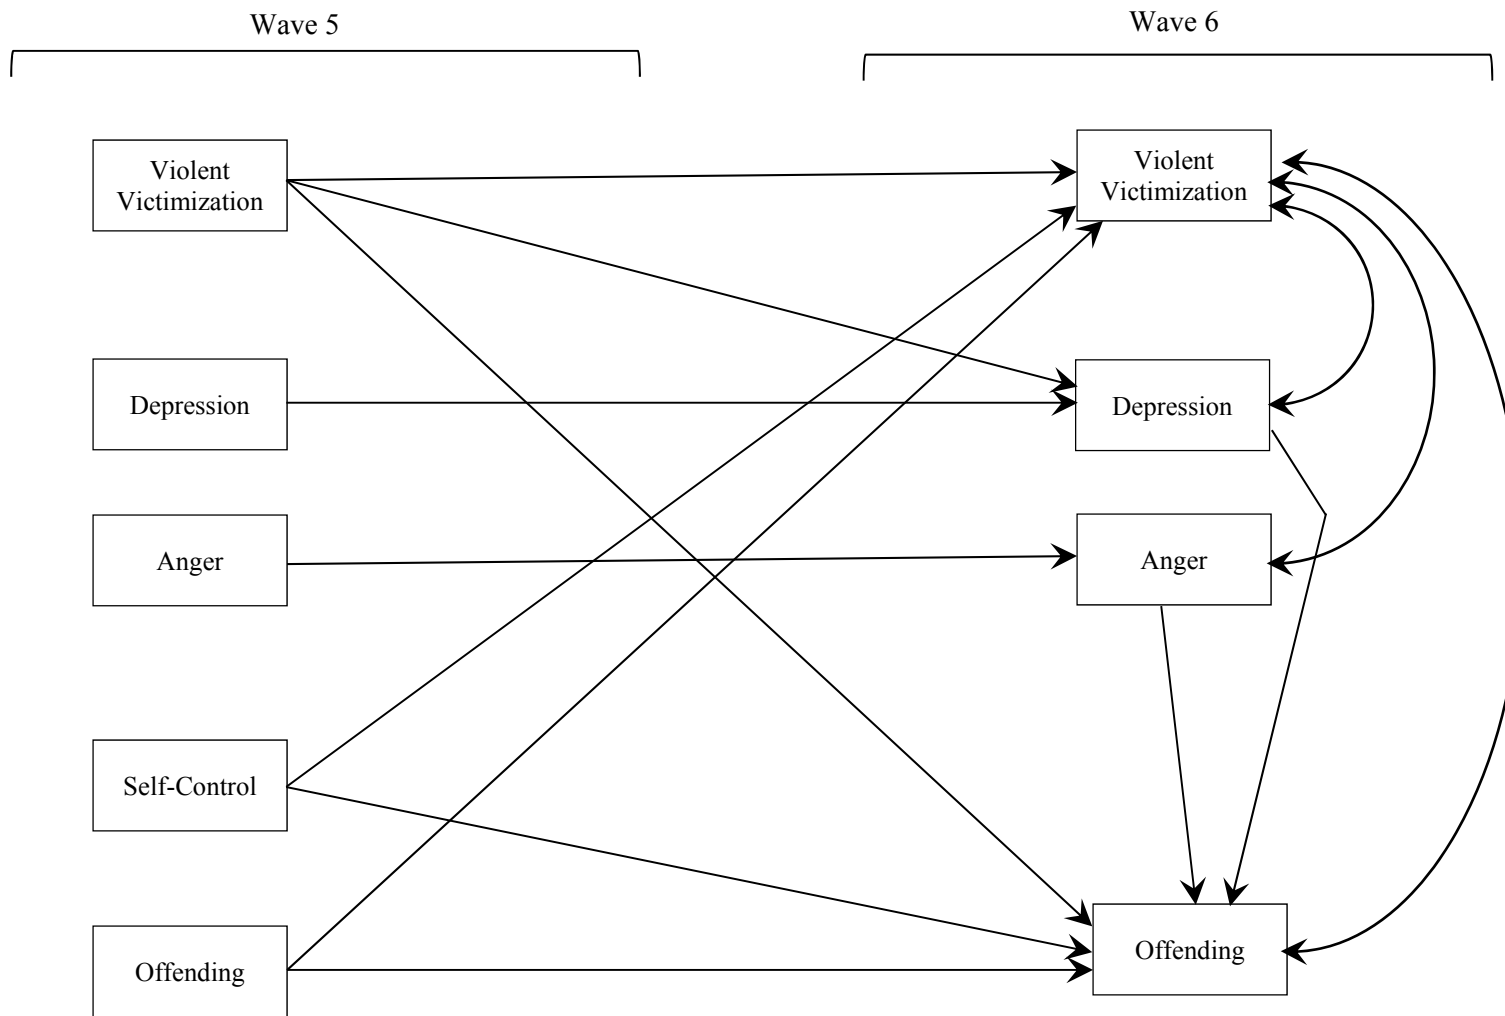 Wave 5
Wave 6
Violent
Victimization
Violent
Victimization
Depression
Depression
Anger
Anger
Self-Control
Offending
Offending